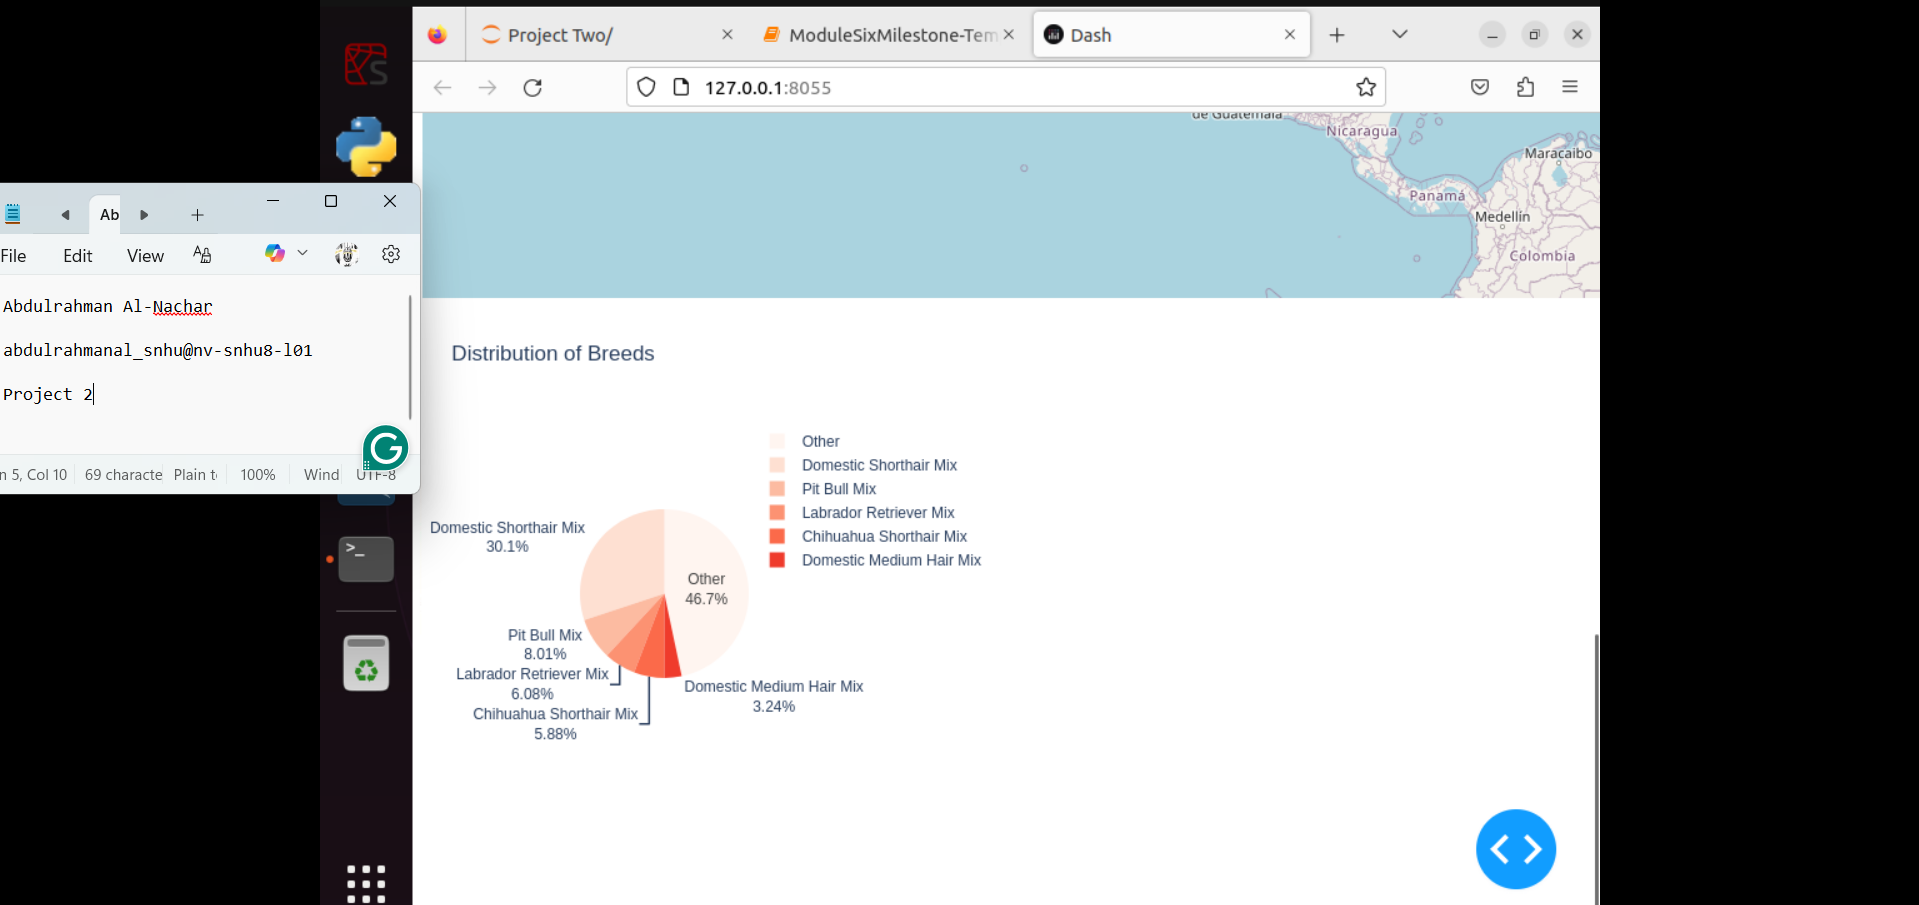 Project Two/
ModuleSixMilestone-Tem
Dash
127.0.0.1:8055
de Guatemala
Nicaragua
Maracaibo
Panamá
Medellín
Colombia
Ab
File Edit View
Abdulrahman Al-Nachar
abdulrahmanal_snhu@nv-snhu8-l01
Project 2
n 5, Col 10 69 characte Plain t 100% Wind UTF-8
Distribution of Breeds
Other
Domestic Shorthair Mix
Pit Bull Mix
Labrador Retriever Mix
Chihuahua Shorthair Mix
Domestic Medium Hair Mix
Domestic Shorthair Mix
30.1%
Other
46.7%
Pit Bull Mix
8.01%
Labrador Retriever Mix
6.08%
Chihuahua Shorthair Mix
5.88%
Domestic Medium Hair Mix
3.24%